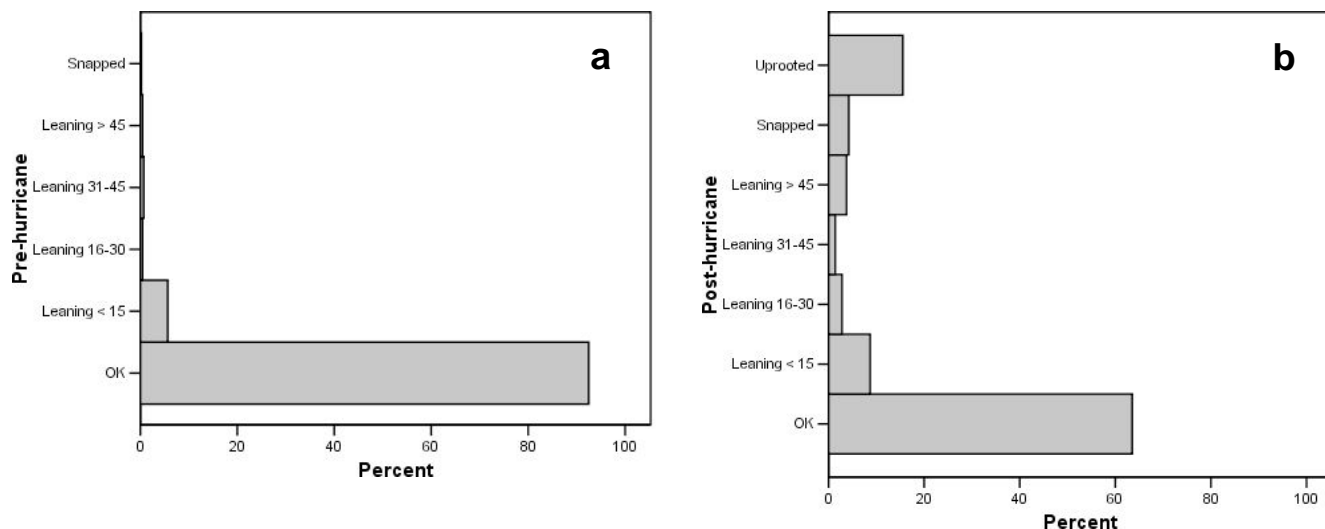 a
Pre-hurricane
Snapped
Leaning > 45
Leaning 31-45
Leaning 16-30
Leaning < 15
OK
0 20 40 60 80 100
Percent
b
Post-hurricane
Uprooted
Snapped
Leaning > 45
Leaning 31-45
Leaning 16-30
Leaning < 15
OK
0 20 40 60 80 100
Percent